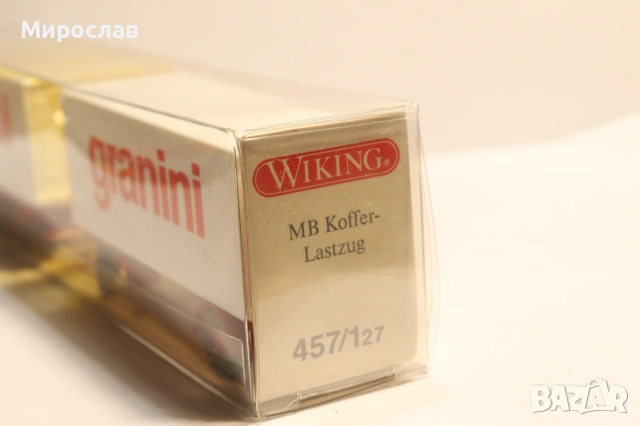 Мирослав
granini
WIKING®
MB Koffer-
Lastzug
457/127
BAZAR